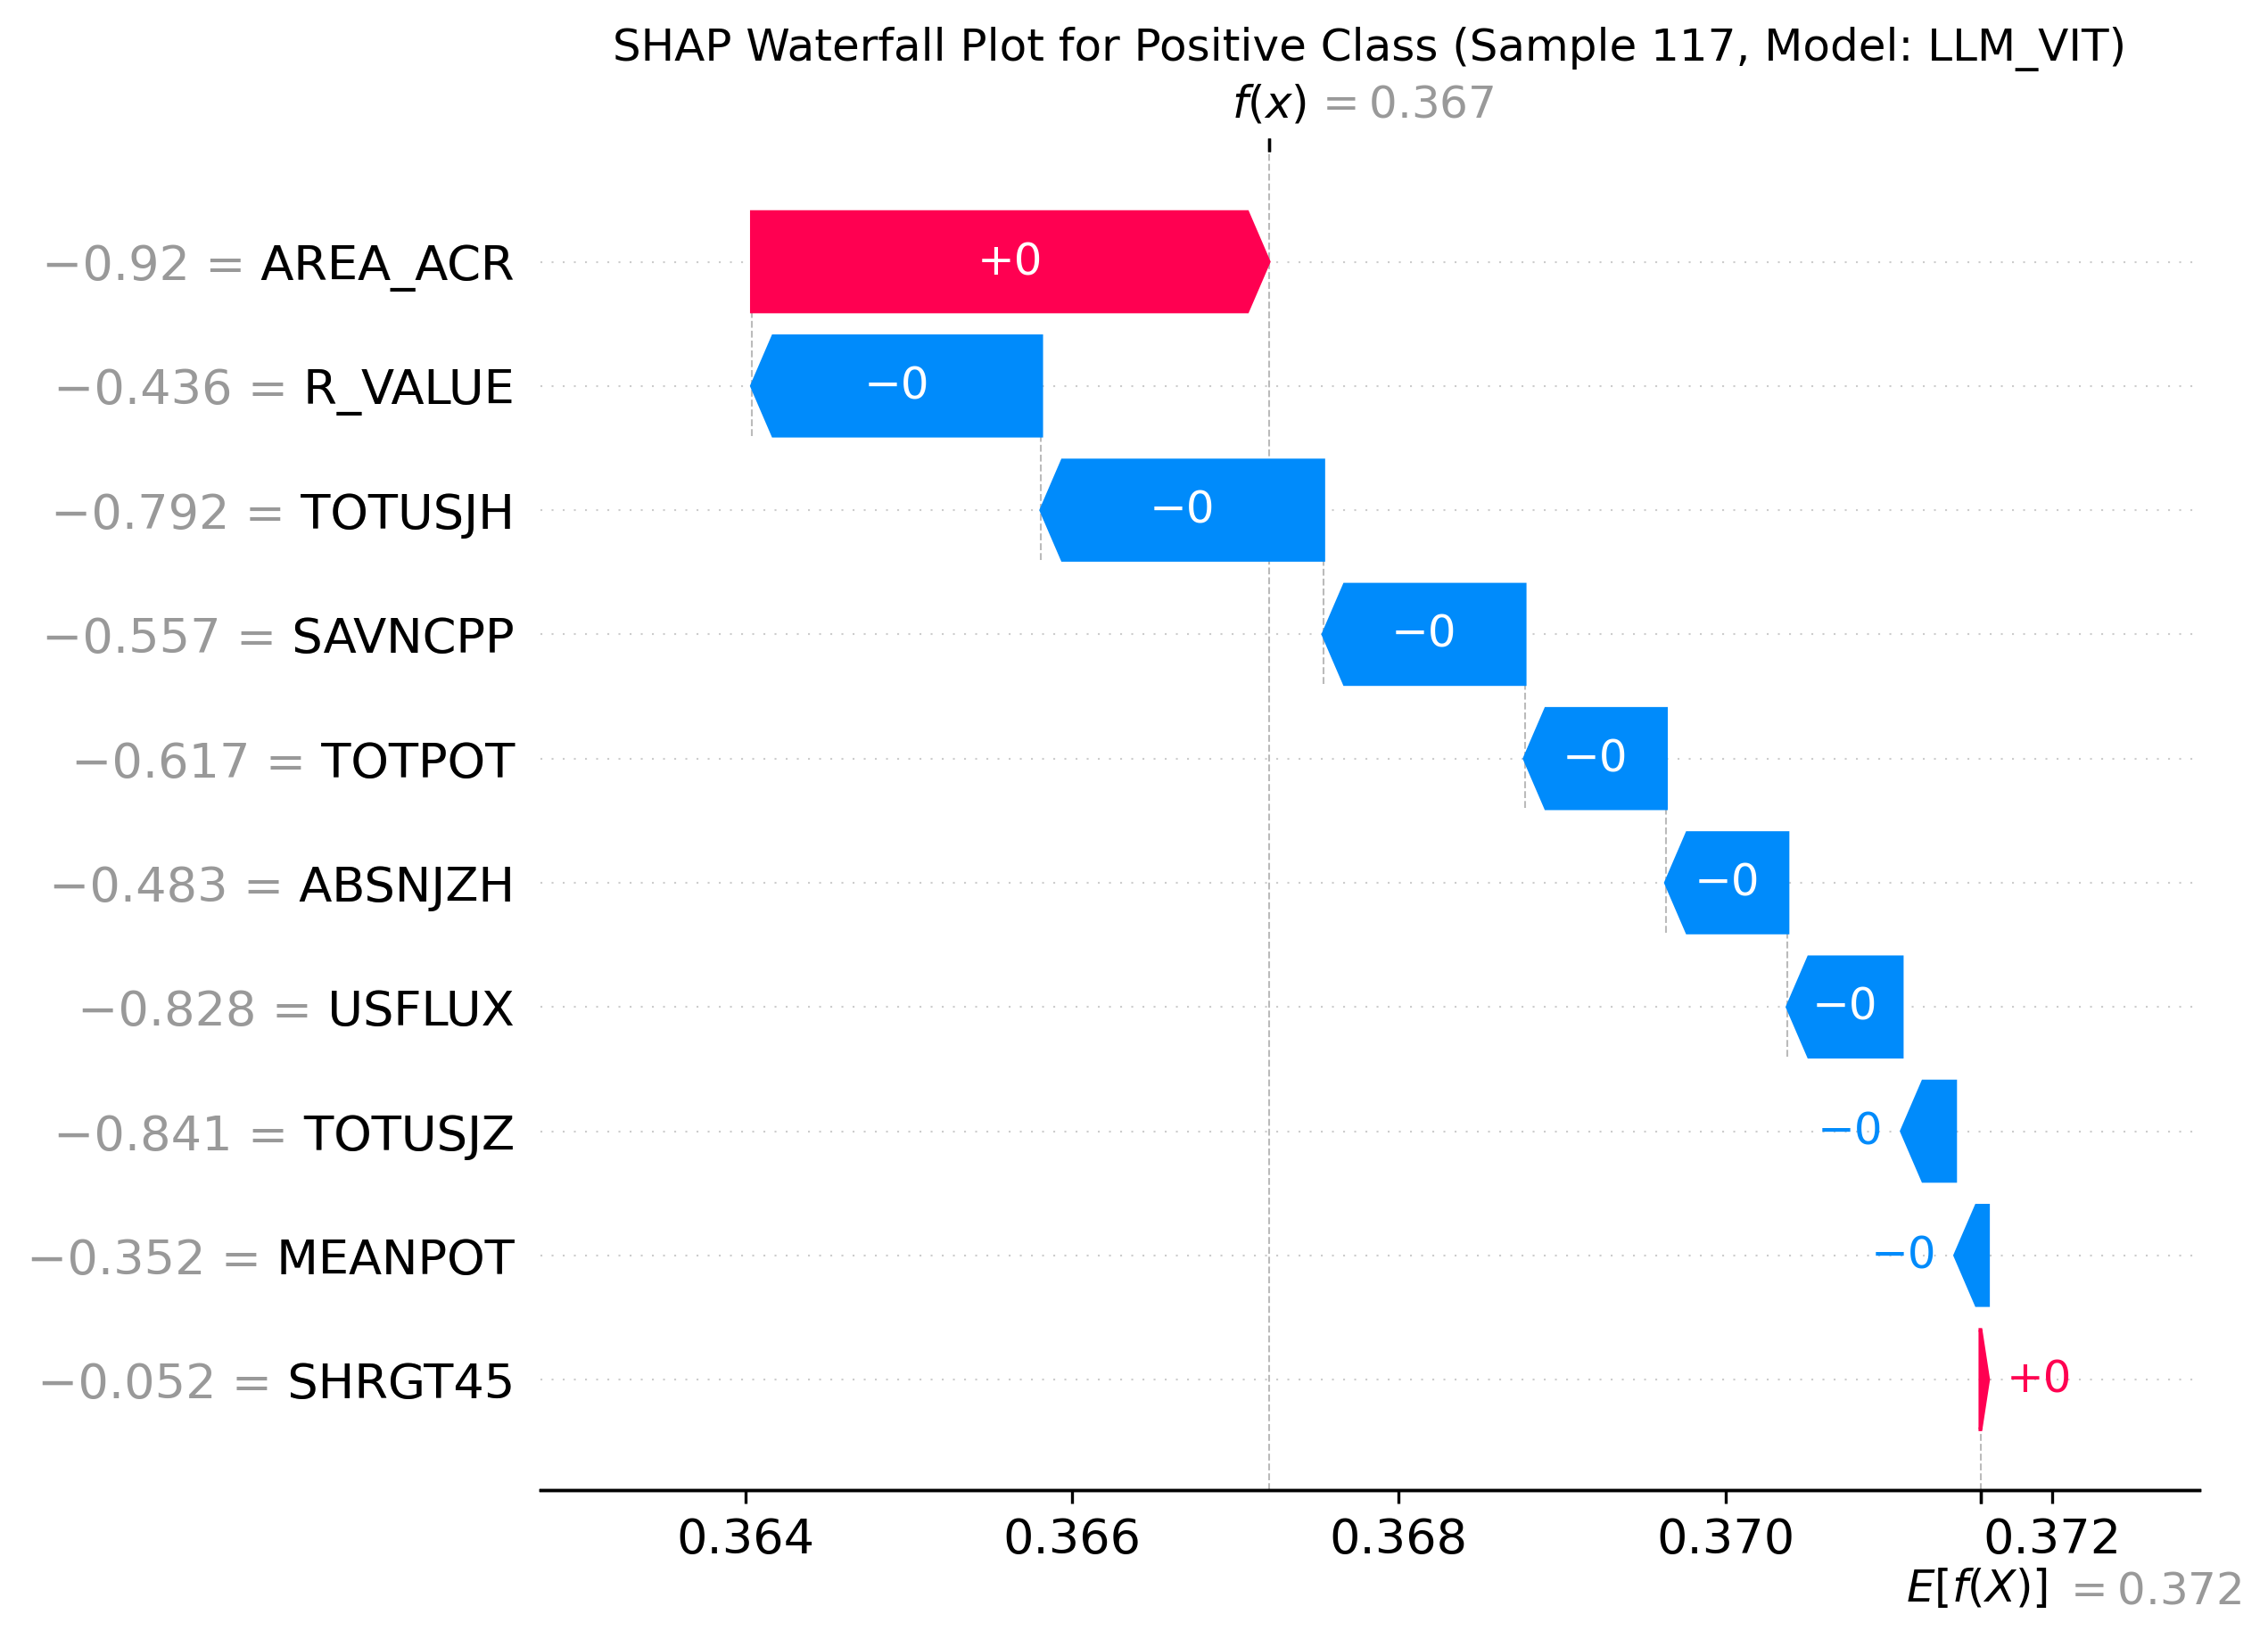 SHAP Waterfall Plot for Positive Class (Sample 117, Model: LLM_VIT)
f(x) = 0.367
−0.92 = AREA_ACR +0
−0.436 = R_VALUE −0
−0.792 = TOTUSJH −0
−0.557 = SAVNCPP −0
−0.617 = TOTPOT −0
−0.483 = ABSNJZH −0
−0.828 = USFLUX −0
−0.841 = TOTUSJZ −0
−0.352 = MEANPOT −0
−0.052 = SHRGT45 +0
0.364 0.366 0.368 0.370 0.372
E[f(X)] = 0.372